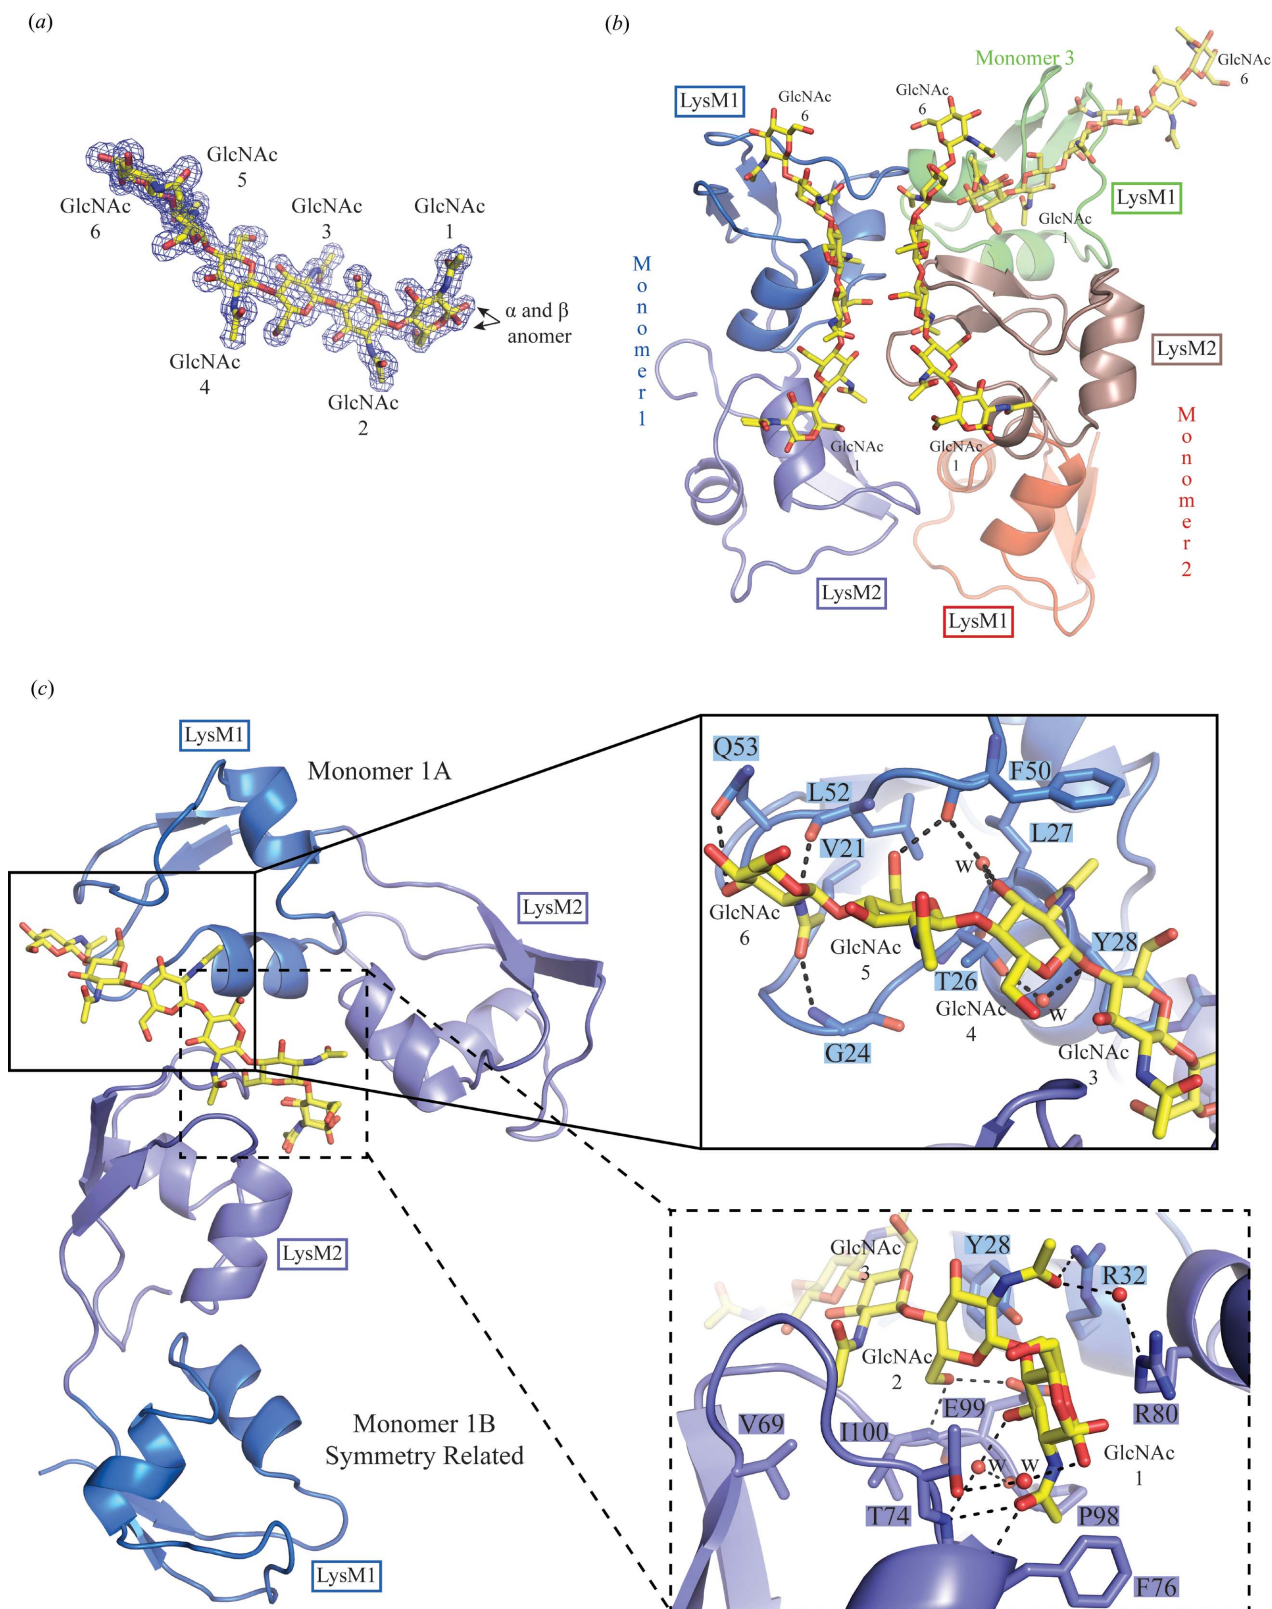 (a)
GlcNAc
5
GlcNAc
6
GlcNAc
3
GlcNAc
1
α and β
anomer
GlcNAc
4
GlcNAc
2
(b)
Monomer 3
GlcNAc
6
LysM1
GlcNAc
6
GlcNAc
6
LysM1
GlcNAc
1
Monomer 1
LysM2
GlcNAc
1
GlcNAc
1
Monomer 2
LysM2
LysM1
(c)
LysM1
Monomer 1A
LysM2
LysM2
Monomer 1B
Symmetry Related
LysM1
Q53
F50
L52
V21
L27
w
GlcNAc
6
GlcNAc
5
Y28
T26
GlcNAc
4
w
G24
GlcNAc
3
GlcNAc
3
Y28
R32
GlcNAc
2
E99
R80
V69
I100
GlcNAc
1
w
w
T74
P98
F76